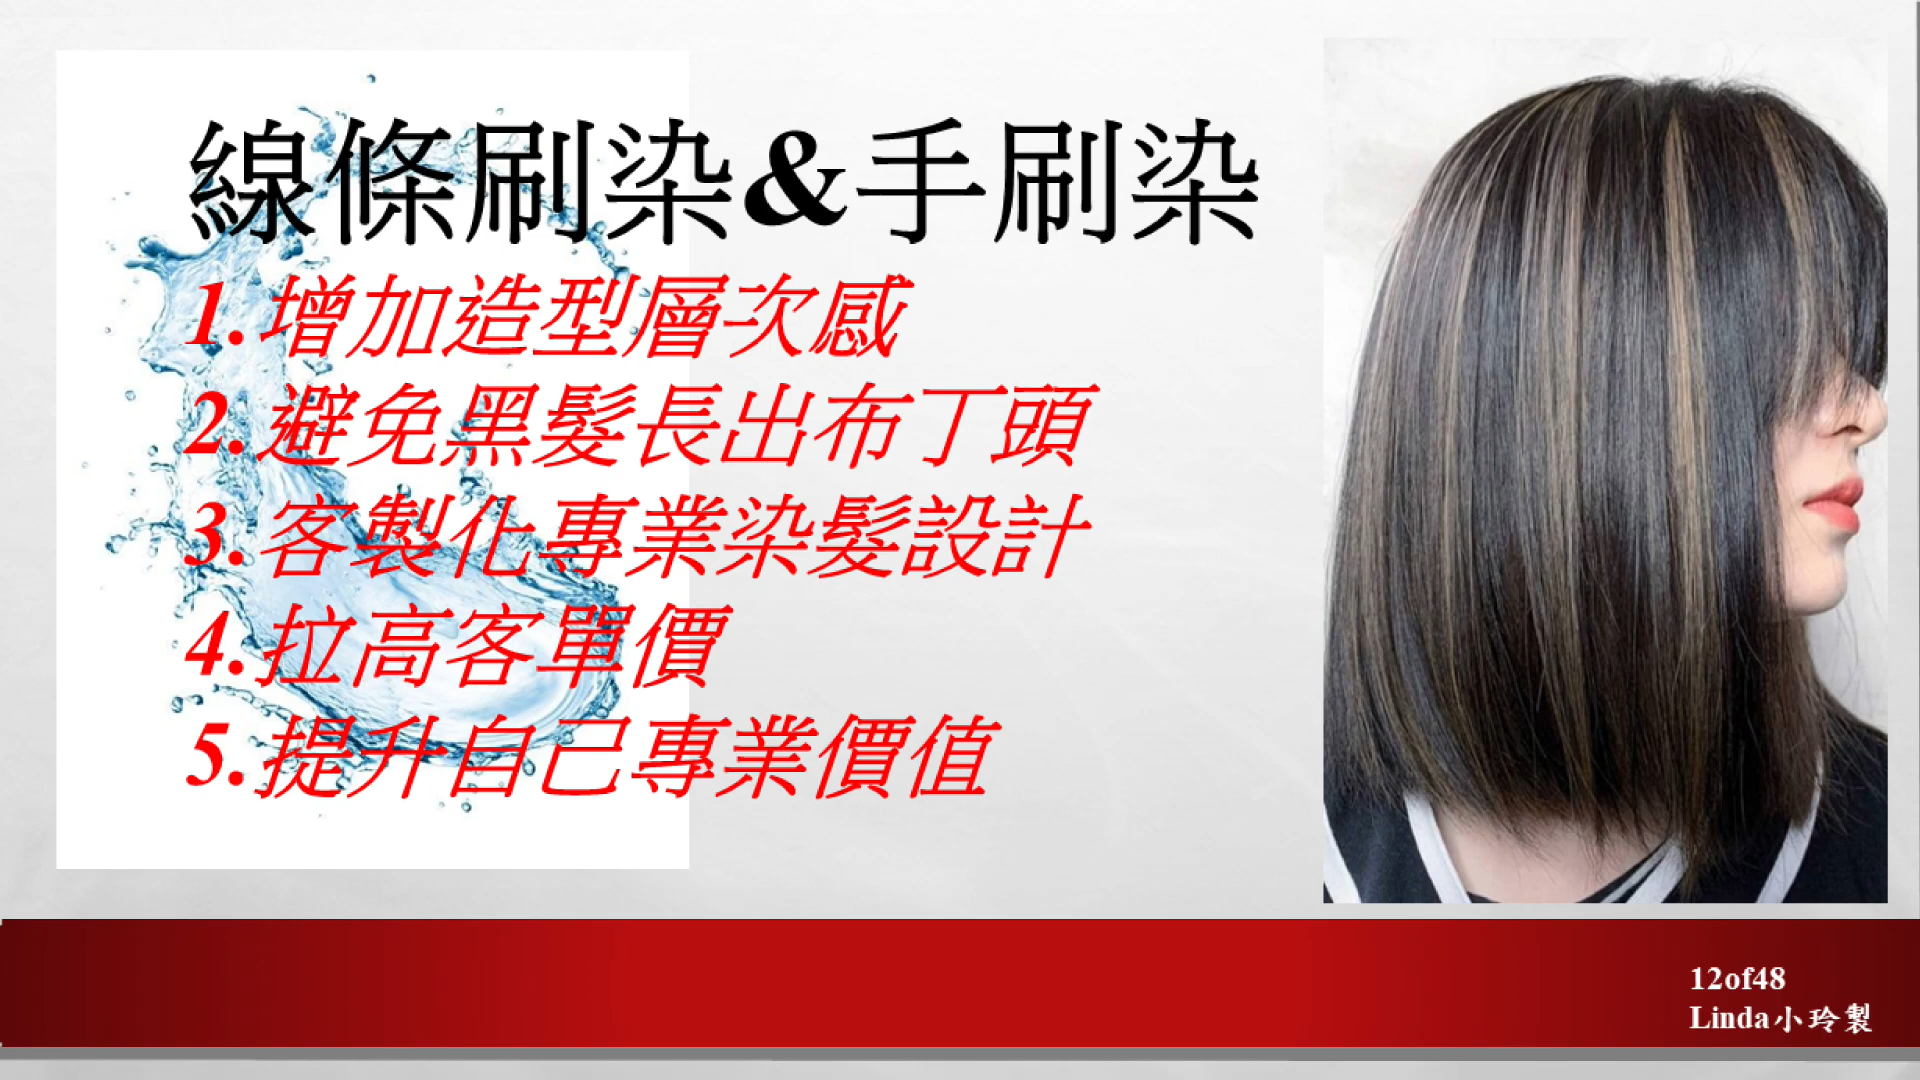 線條刷染&手刷染
1.增加造型層次感
2.避免黑髮長出布丁頭
3.客製化專業染髮設計
4.拉高客單價
5.提升自己專業價值
12of48
Linda小玲製